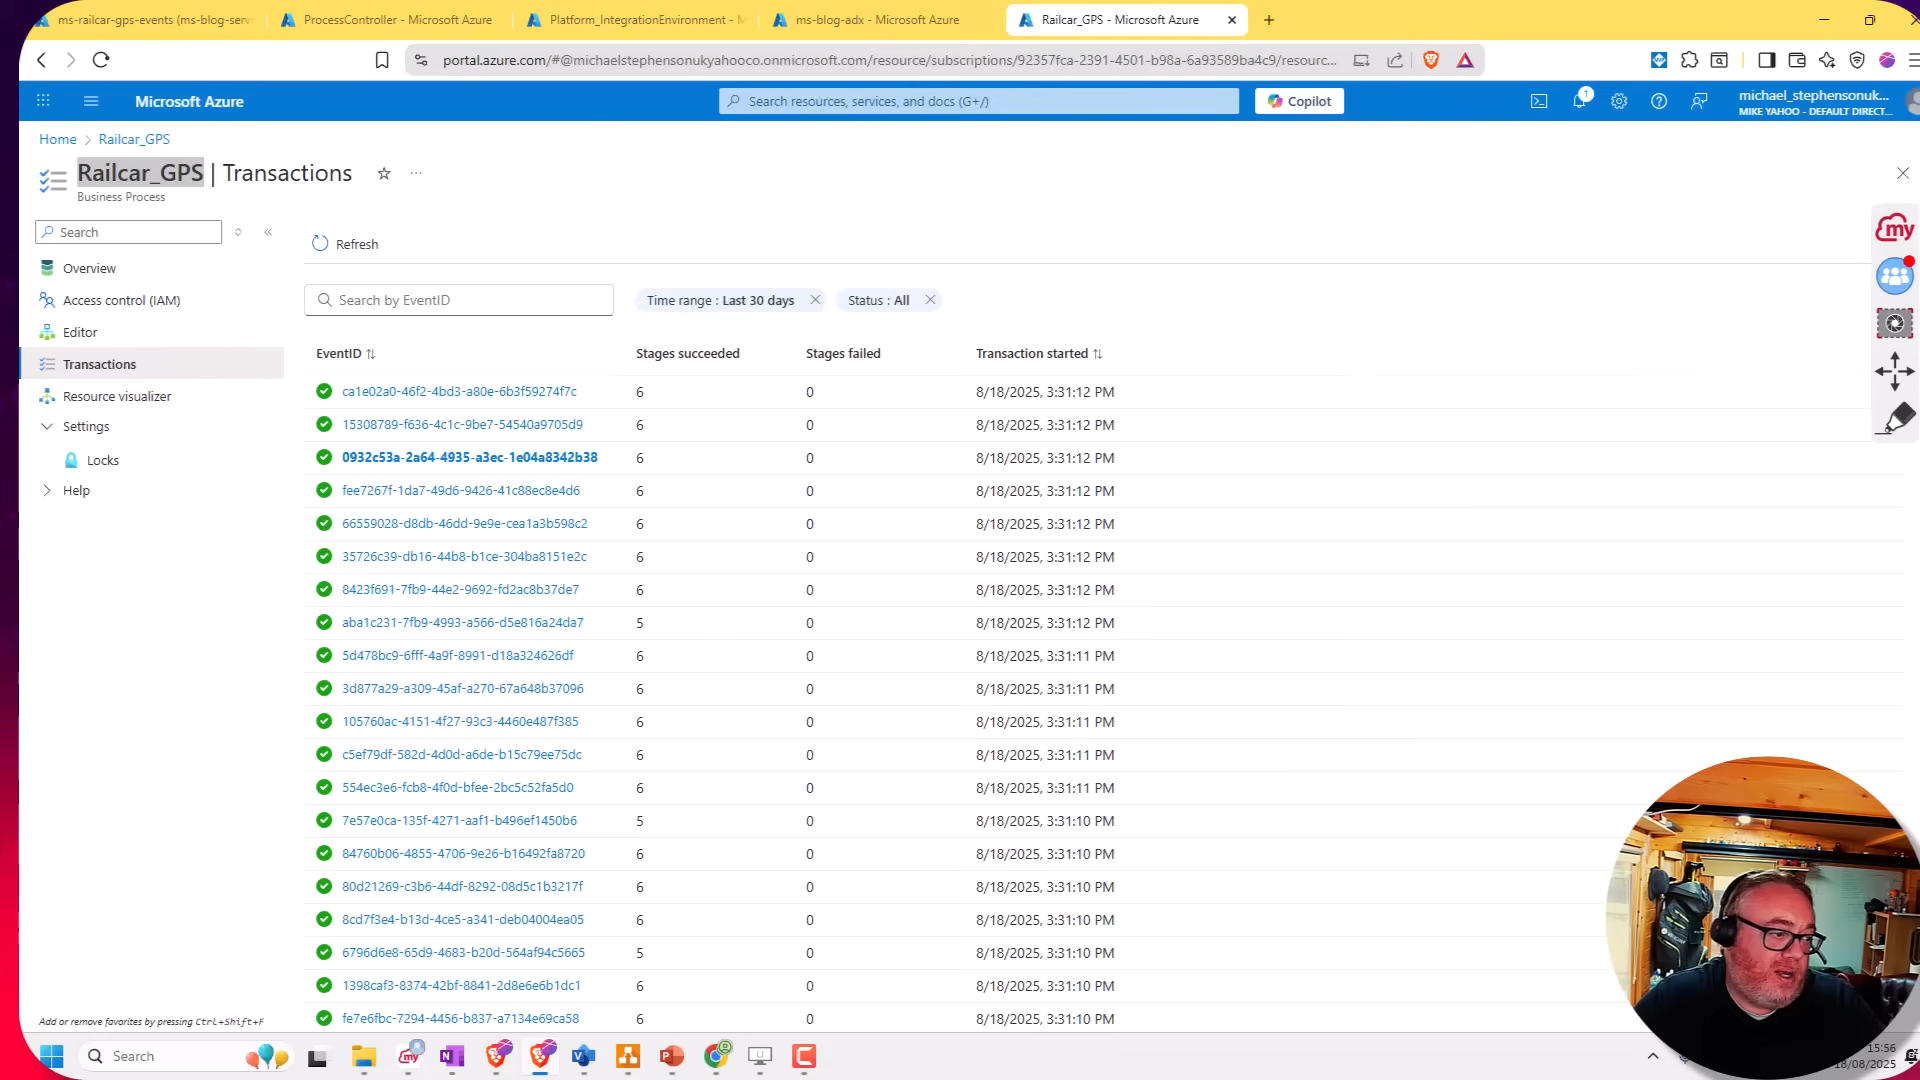 ms-railcar-gps-events (ms-blog-serv
ProcessController - Microsoft Azure
Platform_IntegrationEnvironment - M
ms-blog-adx - Microsoft Azure
Railcar_GPS - Microsoft Azure
portal.azure.com/#@michaelstephensonukyahooco.onmicrosoft.com/resource/subscriptions/92357fca-2391-4501-b98a-6a93589ba4c9/resourc...
Microsoft Azure
Search resources, services, and docs (G+/)
Copilot
1
michael_stephensonuk...
MIKE YAHOO - DEFAULT DIRECT...
Home > Railcar_GPS
Railcar_GPS | Transactions
Business Process
Search
Overview
Access control (IAM)
Editor
Transactions
Resource visualizer
Settings
Locks
Help
Add or remove favorites by pressing Ctrl+Shift+F
Refresh
Search by EventID
Time range : Last 30 days
Status : All
EventID Stages succeeded Stages failed Transaction started
ca1e02a0-46f2-4bd3-a80e-6b3f59274f7c 6 0 8/18/2025, 3:31:12 PM
15308789-f636-4c1c-9be7-54540a9705d9 6 0 8/18/2025, 3:31:12 PM
0932c53a-2a64-4935-a3ec-1e04a8342b38 6 0 8/18/2025, 3:31:12 PM
fee7267f-1da7-49d6-9426-41c88ec8e4d6 6 0 8/18/2025, 3:31:12 PM
66559028-d8db-46dd-9e9e-cea1a3b598c2 6 0 8/18/2025, 3:31:12 PM
35726c39-db16-44b8-b1ce-304ba8151e2c 6 0 8/18/2025, 3:31:12 PM
8423f691-7fb9-44e2-9692-fd2ac8b37de7 6 0 8/18/2025, 3:31:12 PM
aba1c231-7fb9-4993-a566-d5e816a24da7 5 0 8/18/2025, 3:31:12 PM
5d478bc9-6fff-4a9f-8991-d18a324626df 6 0 8/18/2025, 3:31:11 PM
3d877a29-a309-45af-a270-67a648b37096 6 0 8/18/2025, 3:31:11 PM
105760ac-4151-4f27-93c3-4460e487f385 6 0 8/18/2025, 3:31:11 PM
c5ef79df-582d-4d0d-a6de-b15c79ee75dc 6 0 8/18/2025, 3:31:11 PM
554ec3e6-fcb8-4f0d-bfee-2bc5c52fa5d0 6 0 8/18/2025, 3:31:11 PM
7e57e0ca-135f-4271-aaf1-b496ef1450b6 5 0 8/18/2025, 3:31:10 PM
84760b06-4855-4706-9e26-b16492fa8720 6 0 8/18/2025, 3:31:10 PM
80d21269-c3b6-44df-8292-08d5c1b3217f 6 0 8/18/2025, 3:31:10 PM
8cd7f3e4-b13d-4ce5-a341-deb04004ea05 6 0 8/18/2025, 3:31:10 PM
6796d6e8-65d9-4683-b20d-564af94c5665 5 0 8/18/2025, 3:31:10 PM
1398caf3-8374-42bf-8841-2d8e6e6b1dc1 6 0 8/18/2025, 3:31:10 PM
fe7e6fbc-7294-4456-b837-a7134e69ca58 6 0 8/18/2025, 3:31:10 PM
my
Search
my
15:56
18/08/2025